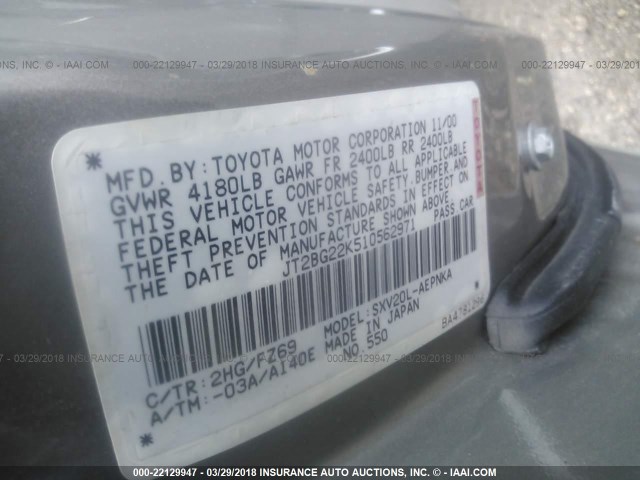 000-22129947 - 03/29/2018 INSURANCE AUTO AUCTIONS, INC. - © - IAAI.COM
MFD. BY: TOYOTA MOTOR CORPORATION 11/00
GVWR 4180LB GAWR FR 2400LB RR 2400LB
THIS VEHICLE CONFORMS TO ALL APPLICABLE
FEDERAL MOTOR VEHICLE SAFETY, BUMPER AND
THEFT PREVENTION STANDARDS IN EFFECT ON
THE DATE OF MANUFACTURE SHOWN ABOVE.
JT2BG22K510562971 PASS CAR
C/TR: 2HG/FZ69 MODEL: SXV20L-AEPNKA
A/TM: -03A/A140E MADE IN JAPAN
NO. 550
TOYOTA
000-22129947 - 03/29/2018 INSURANCE AUTO AUCTIONS, INC. - © - IAAI.COM